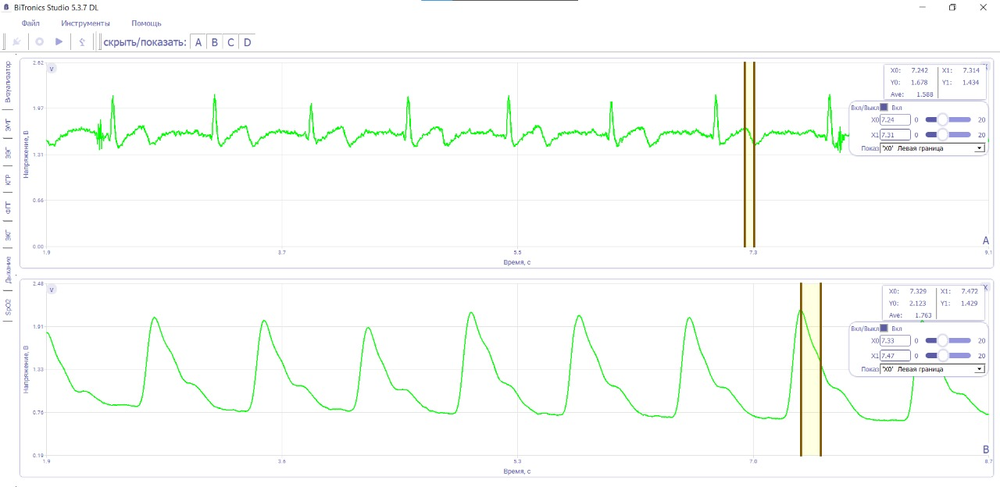 BiTronics Studio 5.3.7 DL
Файл Инструменты Помощь
скрыть/показать: A B C D
Визуализатор
ЭМГ
ЭЭГ
КГР
ФПГ
ЭКГ
Дыхание
SpO2
v
X
2.62
1.97
1.31
0.66
0.00
Напряжение, В
1.9 3.7 5.5 7.3 9.1
Время, с
A
X0: 7.242 X1: 7.314
Y0: 1.678 Y1: 1.434
Ave: 1.588
Вкл/Выкл Вкл
X0 7.24 0 20
X1 7.31 0 20
Показ 'X0' Левая граница
v
X
2.48
1.91
1.33
0.76
0.19
Напряжение, В
1.9 3.6 5.3 7.0 8.7
Время, с
B
X0: 7.329 X1: 7.472
Y0: 2.123 Y1: 1.429
Ave: 1.763
Вкл/Выкл Вкл
X0 7.33 0 20
X1 7.47 0 20
Показ 'X0' Левая граница